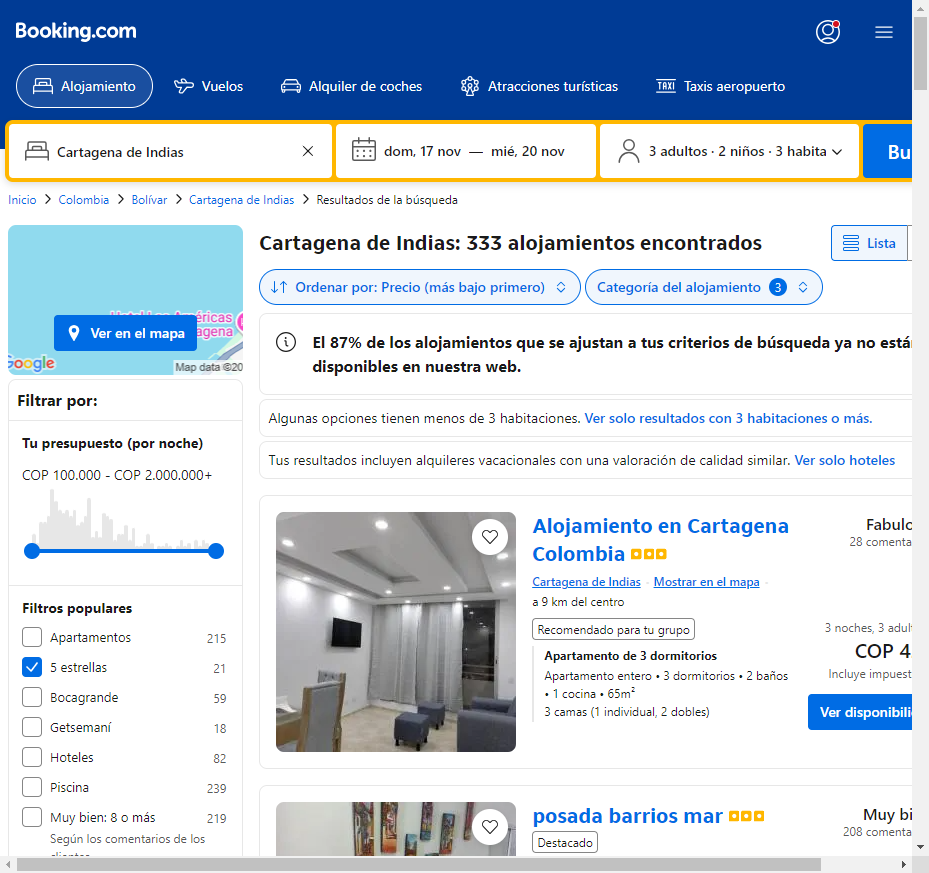 Booking.com
Alojamiento
Vuelos
Alquiler de coches
Atracciones turísticas
TAXI Taxis aeropuerto
Cartagena de Indias
dom, 17 nov — mié, 20 nov
3 adultos · 2 niños · 3 habita
Bu
Inicio > Colombia > Bolívar > Cartagena de Indias > Resultados de la búsqueda
Cartagena de Indias: 333 alojamientos encontrados
Lista
Ordenar por: Precio (más bajo primero)
Categoría del alojamiento 3
Ver en el mapa
Google
Map data ©20
El 87% de los alojamientos que se ajustan a tus criterios de búsqueda ya no está
disponibles en nuestra web.
Filtrar por:
Algunas opciones tienen menos de 3 habitaciones. Ver solo resultados con 3 habitaciones o más.
Tu presupuesto (por noche)
COP 100.000 - COP 2.000.000+
Tus resultados incluyen alquileres vacacionales con una valoración de calidad similar. Ver solo hoteles
Filtros populares
Apartamentos 215
5 estrellas 21
Bocagrande 59
Getsemaní 18
Hoteles 82
Piscina 239
Muy bien: 8 o más 219
Según los comentarios de los
clientes
Alojamiento en Cartagena
Colombia
Fabulo
28 comenta
Cartagena de Indias · Mostrar en el mapa ·
a 9 km del centro
Recomendado para tu grupo
Apartamento de 3 dormitorios
Apartamento entero • 3 dormitorios • 2 baños
• 1 cocina • 65m²
3 camas (1 individual, 2 dobles)
3 noches, 3 adult
COP 4
Incluye impuest
Ver disponibili
posada barrios mar
Destacado
Muy bi
208 comenta